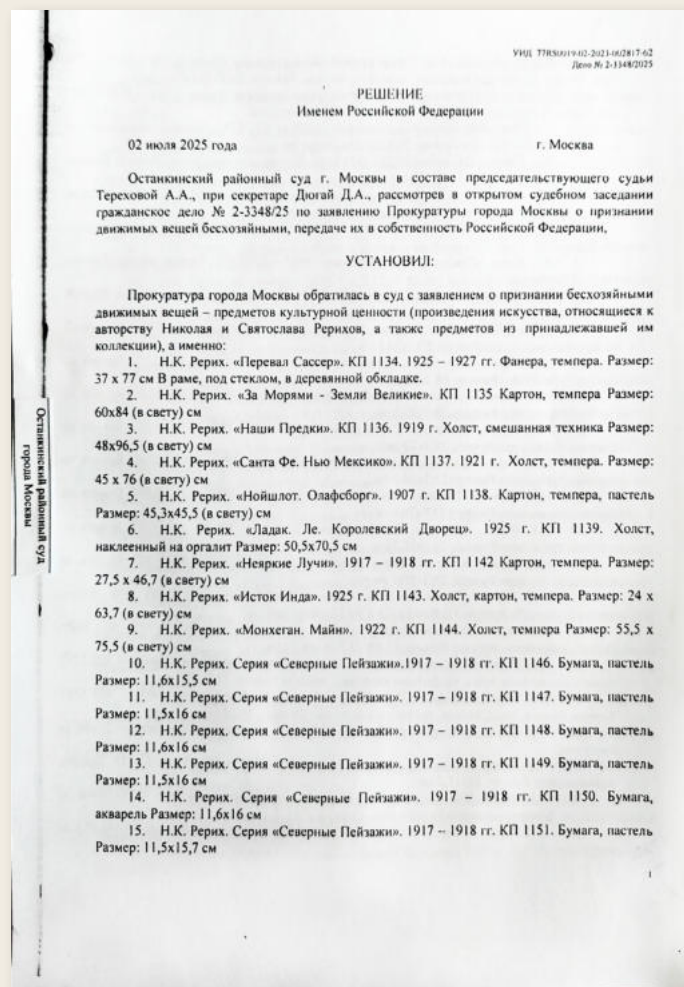 УИД 77RS0019-02-2023-002817-62
Дело № 2-3348/2025
РЕШЕНИЕ
Именем Российской Федерации
02 июля 2025 года г. Москва
Останкинский районный суд г. Москвы в составе председательствующего судьи
Тереховой А.А., при секретаре Дюгай Д.А., рассмотрев в открытом судебном заседании
гражданское дело № 2-3348/25 по заявлению Прокуратуры города Москвы о признании
движимых вещей бесхозяйными, передаче их в собственность Российской Федерации,
УСТАНОВИЛ:
Прокуратура города Москвы обратилась в суд с заявлением о признании бесхозяйными
движимых вещей – предметов культурной ценности (произведения искусства, относящиеся к
авторству Николая и Святослава Рерихов, а также предметов из принадлежавшей им
коллекции), а именно:
1. Н.К. Рерих. «Перевал Сассер». КП 1134. 1925 – 1927 гг. Фанера, темпера. Размер:
37 х 77 см В раме, под стеклом, в деревянной обкладке.
2. Н.К. Рерих. «За Морями - Земли Великие». КП 1135 Картон, темпера Размер:
60х84 (в свету) см
3. Н.К. Рерих. «Наши Предки». КП 1136. 1919 г. Холст, смешанная техника Размер:
48х96,5 (в свету) см
4. Н.К. Рерих. «Санта Фе. Нью Мексико». КП 1137. 1921 г. Холст, темпера. Размер:
45 х 76 (в свету) см
5. Н.К. Рерих. «Нойшлот. Олафсборг». 1907 г. КП 1138. Картон, темпера, пастель
Размер: 45,3х45,5 (в свету) см
6. Н.К. Рерих. «Ладак. Ле. Королевский Дворец». 1925 г. КП 1139. Холст,
наклеенный на оргалит Размер: 50,5х70,5 см
7. Н.К. Рерих. «Неяркие Лучи». 1917 – 1918 гг. КП 1142 Картон, темпера. Размер:
27,5 х 46,7 (в свету) см
8. Н.К. Рерих. «Исток Инда». 1925 г. КП 1143. Холст, картон, темпера. Размер: 24 х
63,7 (в свету) см
9. Н.К. Рерих. «Монхеган. Майн». 1922 г. КП 1144. Холст, темпера Размер: 55,5 х
75,5 (в свету) см
10. Н.К. Рерих. Серия «Северные Пейзажи».1917 – 1918 гг. КП 1146. Бумага, пастель
Размер: 11,6х15,5 см
11. Н.К. Рерих. Серия «Северные Пейзажи». 1917 – 1918 гг. КП 1147. Бумага, пастель
Размер: 11,5х16 см
12. Н.К. Рерих. Серия «Северные Пейзажи». 1917 – 1918 гг. КП 1148. Бумага, пастель
Размер: 11,6х16 см
13. Н.К. Рерих. Серия «Северные Пейзажи». 1917 – 1918 гг. КП 1149. Бумага, пастель
Размер: 11,5х16 см
14. Н.К. Рерих. Серия «Северные Пейзажи». 1917 – 1918 гг. КП 1150. Бумага,
акварель Размер: 11,6х16 см
15. Н.К. Рерих. Серия «Северные Пейзажи». 1917 – 1918 гг. КП 1151. Бумага, пастель
Размер: 11,5х15,7 см
1
Останкинский районный суд
города Москвы